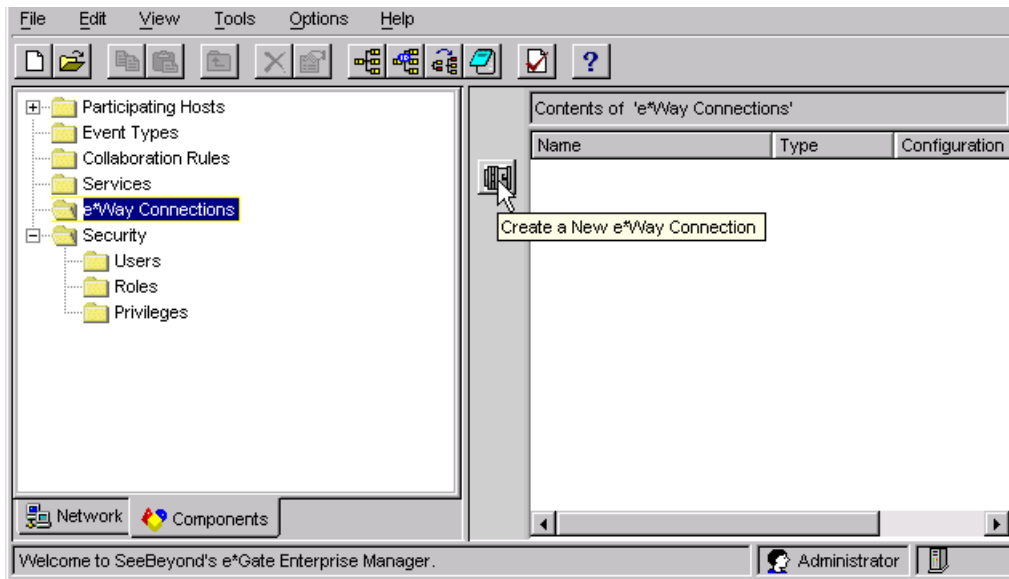 File Edit View Tools Options Help
?
Participating Hosts
Event Types
Collaboration Rules
Services
e*Way Connections
Security
Users
Roles
Privileges
Network Components
Contents of 'e*Way Connections'
Name Type Configuration
Create a New e*Way Connection
Welcome to SeeBeyond's e*Gate Enterprise Manager. Administrator